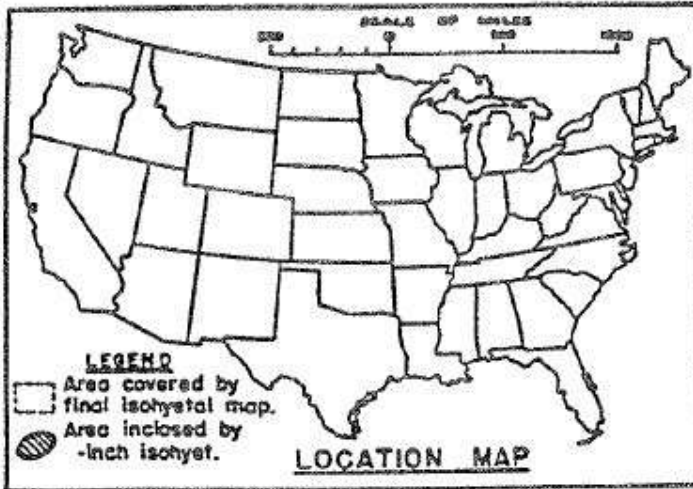 SCALE OF MILES
0
LEGEND
Area covered by
final isohyetal map.
Area inclosed by
-inch isohyet.
LOCATION MAP